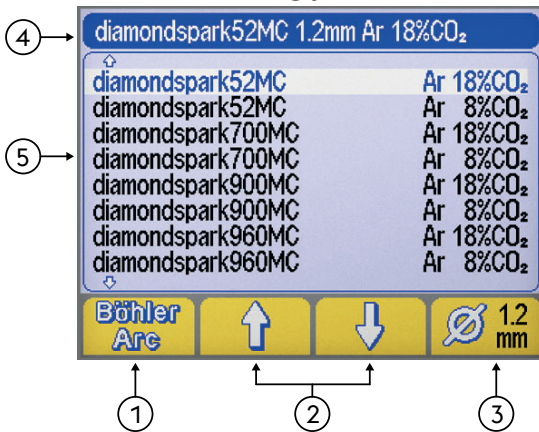 diamondspark52MC 1.2mm Ar 18%CO₂
4
diamondspark52MC Ar 18%CO₂
diamondspark52MC Ar 8%CO₂
diamondspark700MC Ar 18%CO₂
diamondspark700MC Ar 8%CO₂
5
diamondspark900MC Ar 18%CO₂
diamondspark900MC Ar 8%CO₂
diamondspark960MC Ar 18%CO₂
diamondspark960MC Ar 8%CO₂
Böhler
Arc
1.2
mm
1
2
3